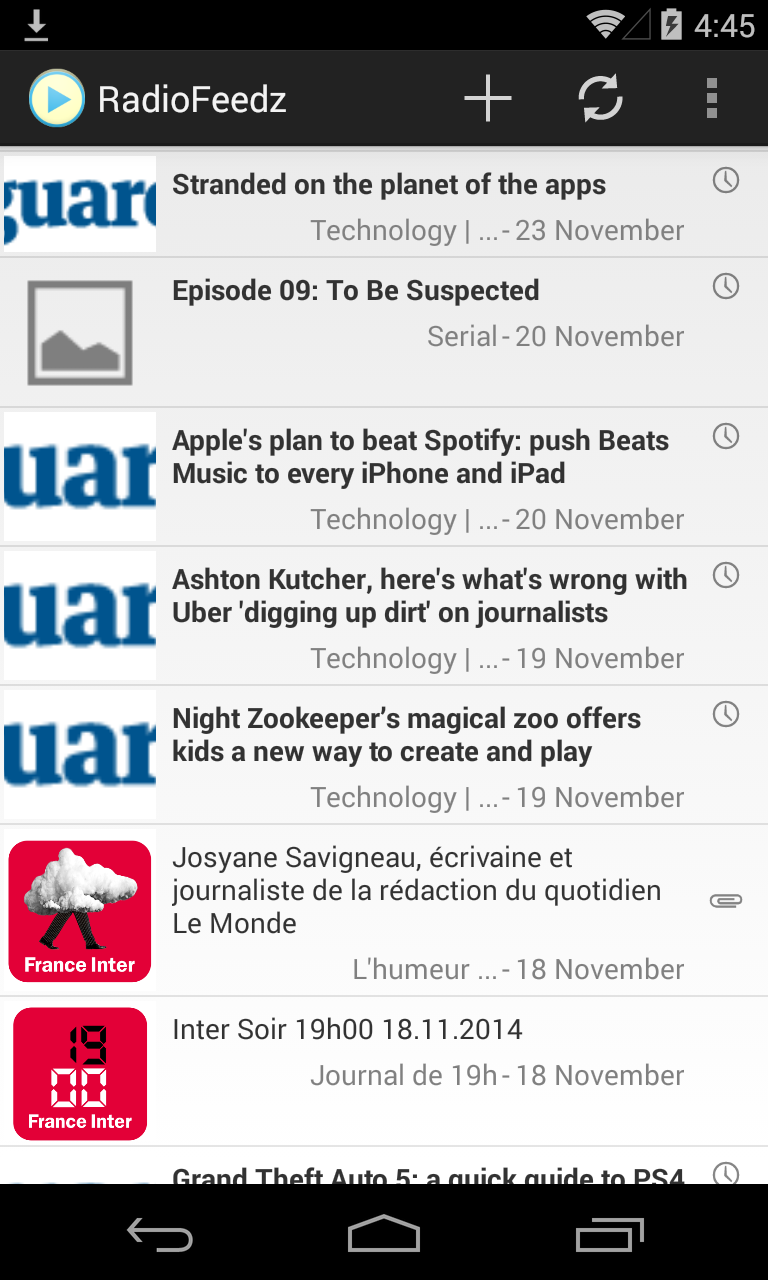 4:45
RadioFeedz
guar
Stranded on the planet of the apps
Technology | ... - 23 November
Episode 09: To Be Suspected
Serial - 20 November
uar
Apple's plan to beat Spotify: push Beats
Music to every iPhone and iPad
Technology | ... - 20 November
uar
Ashton Kutcher, here's what's wrong with
Uber 'digging up dirt' on journalists
Technology | ... - 19 November
uar
Night Zookeeper’s magical zoo offers
kids a new way to create and play
Technology | ... - 19 November
France Inter
Josyane Savigneau, écrivaine et
journaliste de la rédaction du quotidien
Le Monde
L'humeur ... - 18 November
19
00
France Inter
Inter Soir 19h00 18.11.2014
Journal de 19h - 18 November
Grand Theft Auto 5: a quick guide to PS4